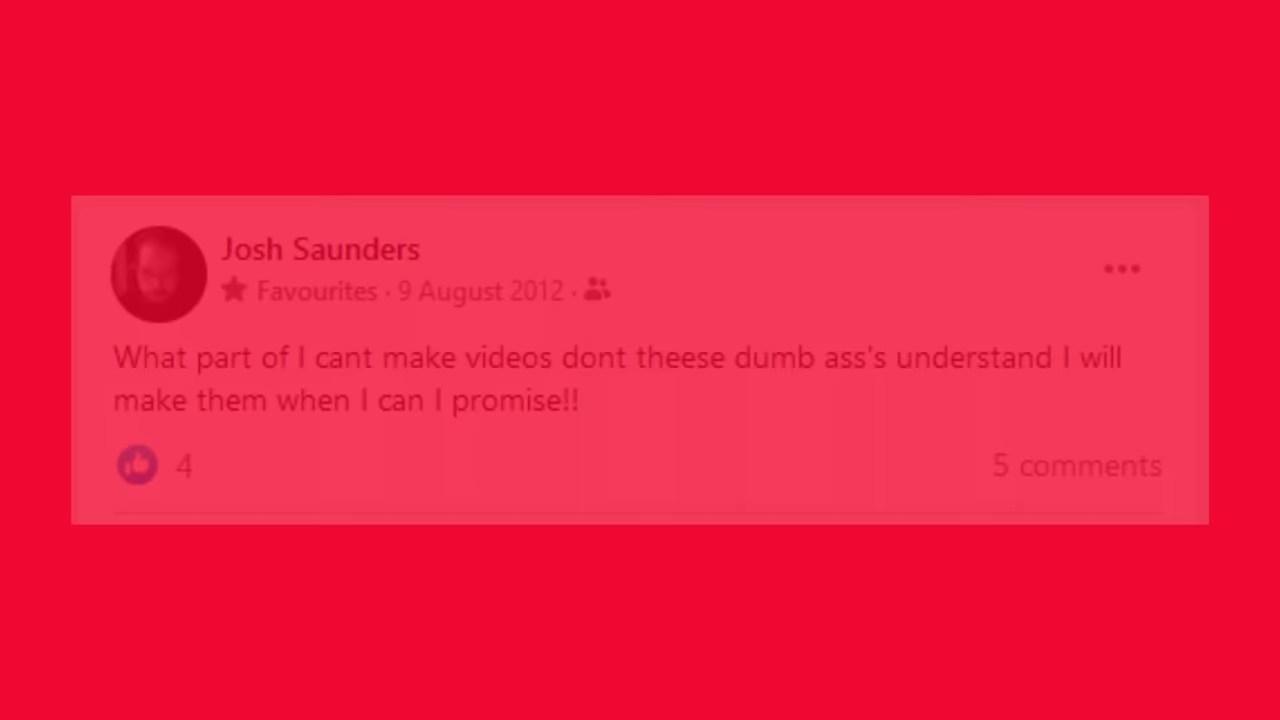 Josh Saunders
Favourites · 9 August 2012 ·
What part of I cant make videos dont theese dumb ass's understand I will
make them when I can I promise!!
4
5 comments